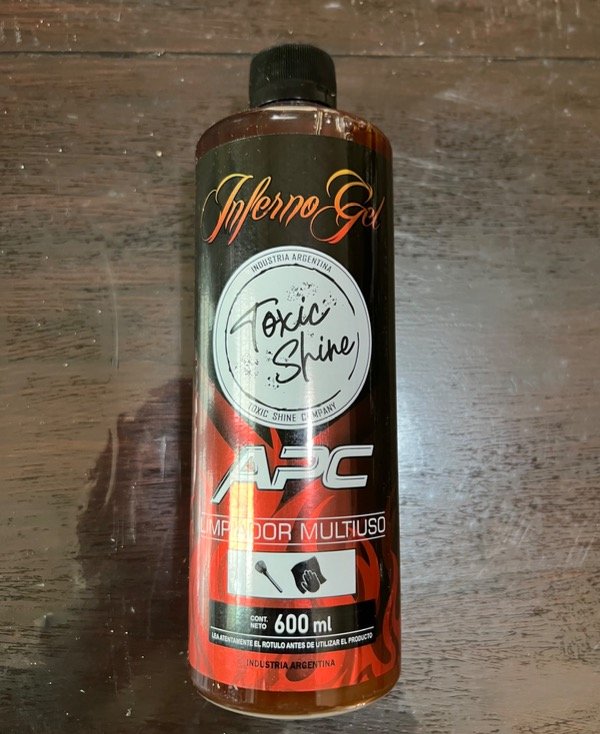 Inferno Gel
INDUSTRIA ARGENTINA
Toxic
Shine
TOXIC SHINE COMPANY
APC
LIMPIADOR MULTIUSO
CONT.
NETO 600 ml
LEA ATENTAMENTE EL ROTULO ANTES DE UTILIZAR EL PRODUCTO
INDUSTRIA ARGENTINA